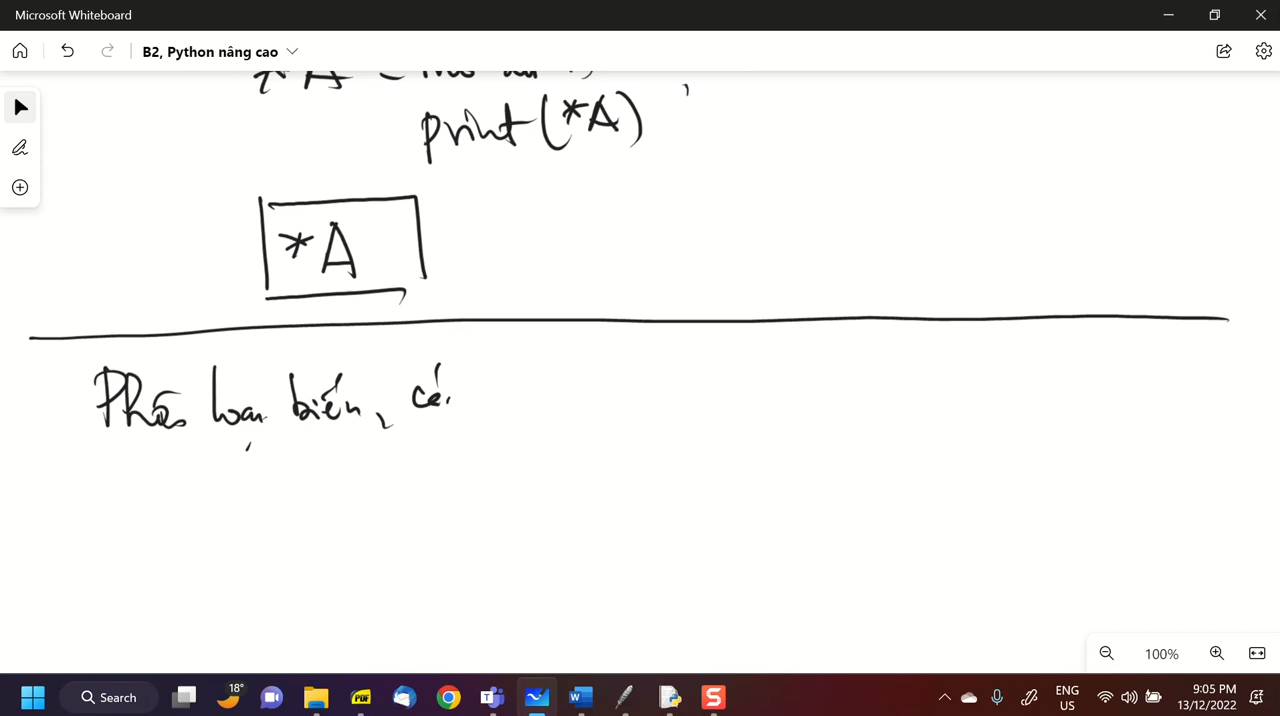 Microsoft Whiteboard
B2, Python nâng cao
*A =
print(*A)
*A
Phân loại biến,
100%
18°
Search
PDF
W
S
ENG
US
9:05 PM
13/12/2022